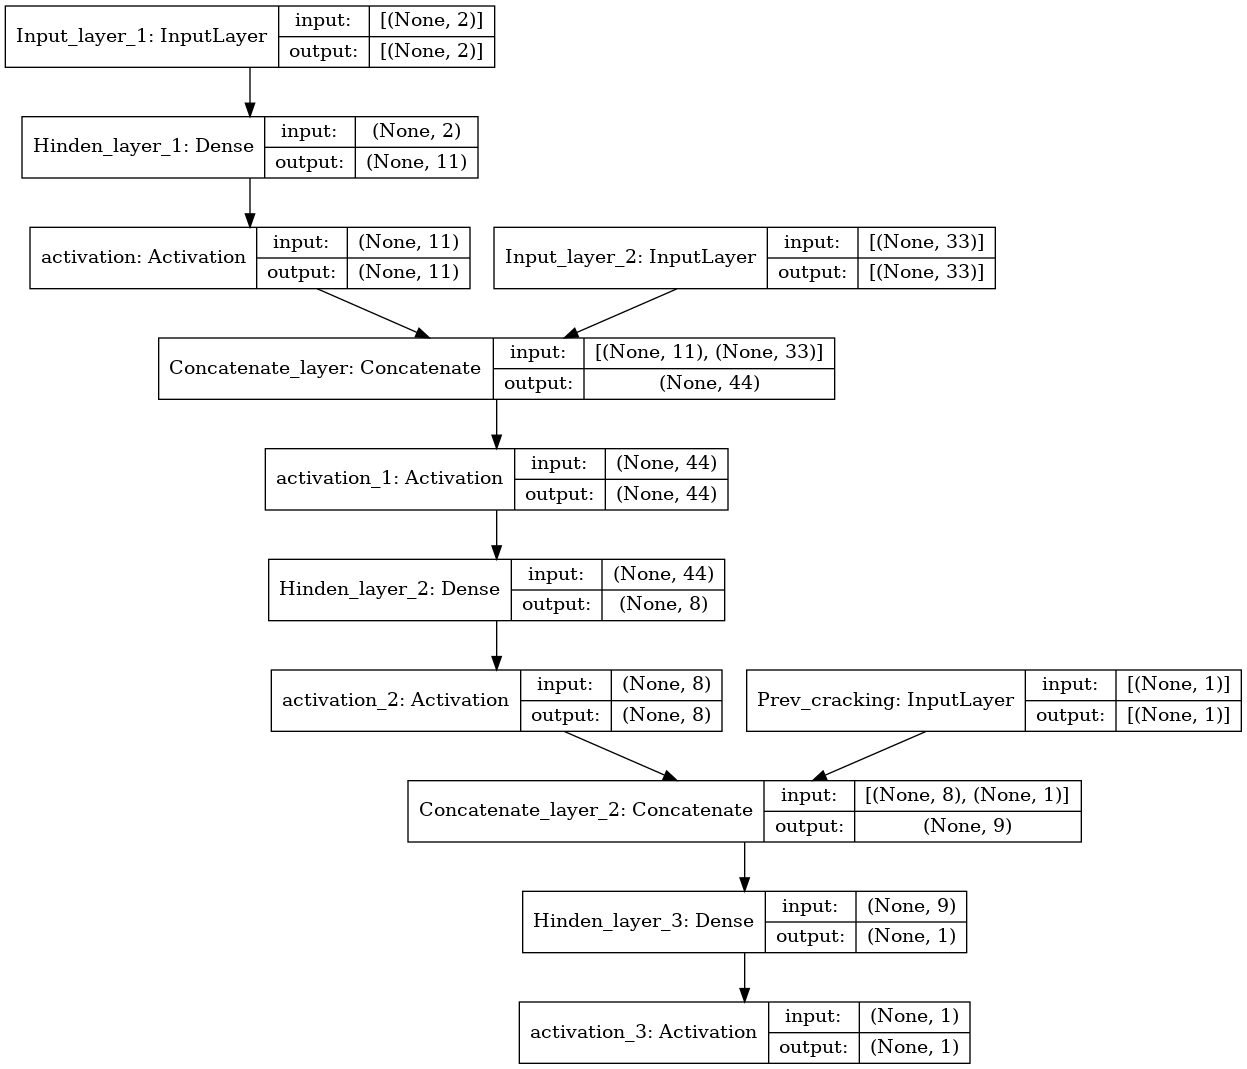 Input_layer_1: InputLayer
input:
[(None, 2)]
output:
[(None, 2)]
Hinden_layer_1: Dense
input:
(None, 2)
output:
(None, 11)
activation: Activation
input:
(None, 11)
output:
(None, 11)
Input_layer_2: InputLayer
input:
[(None, 33)]
output:
[(None, 33)]
Concatenate_layer: Concatenate
input:
[(None, 11), (None, 33)]
output:
(None, 44)
activation_1: Activation
input:
(None, 44)
output:
(None, 44)
Hinden_layer_2: Dense
input:
(None, 44)
output:
(None, 8)
activation_2: Activation
input:
(None, 8)
output:
(None, 8)
Prev_cracking: InputLayer
input:
[(None, 1)]
output:
[(None, 1)]
Concatenate_layer_2: Concatenate
input:
[(None, 8), (None, 1)]
output:
(None, 9)
Hinden_layer_3: Dense
input:
(None, 9)
output:
(None, 1)
activation_3: Activation
input:
(None, 1)
output:
(None, 1)